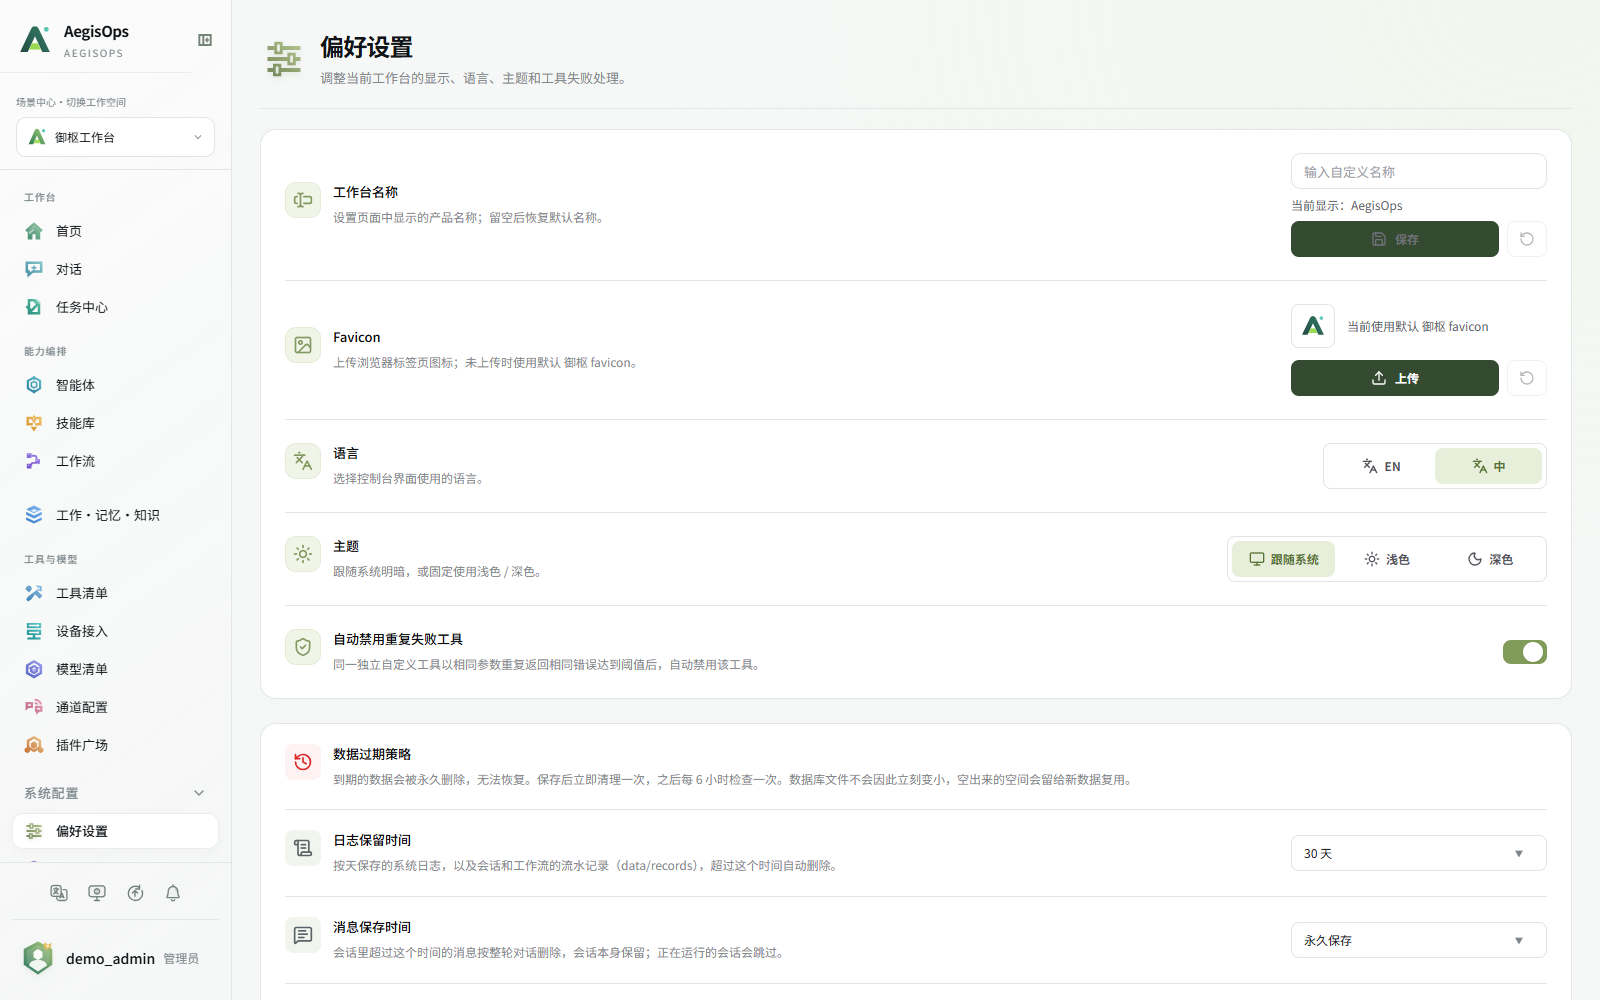 AegisOps
AEGISOPS
场景中心·切换工作空间
御枢工作台
工作台
首页
对话
任务中心
能力编排
智能体
技能库
工作流
工作·记忆·知识
工具与模型
工具清单
设备接入
模型清单
通道配置
插件广场
系统配置
偏好设置
demo_admin 管理员
偏好设置
调整当前工作台的显示、语言、主题和工具失败处理。
工作台名称
设置页面中显示的产品名称；留空后恢复默认名称。
输入自定义名称
当前显示：AegisOps
保存
Favicon
上传浏览器标签页图标；未上传时使用默认 御枢 favicon。
当前使用默认 御枢 favicon
上传
语言
选择控制台界面使用的语言。
EN
中
主题
跟随系统明暗，或固定使用浅色 / 深色。
跟随系统
浅色
深色
自动禁用重复失败工具
同一独立自定义工具以相同参数重复返回相同错误达到阈值后，自动禁用该工具。
数据过期策略
到期的数据会被永久删除，无法恢复。保存后立即清理一次，之后每 6 小时检查一次。数据库文件不会因此立刻变小，空出来的空间会留给新数据复用。
日志保留时间
按天保存的系统日志，以及会话和工作流的流水记录（data/records），超过这个时间自动删除。
30 天
消息保存时间
会话里超过这个时间的消息按整轮对话删除，会话本身保留；正在运行的会话会跳过。
永久保存